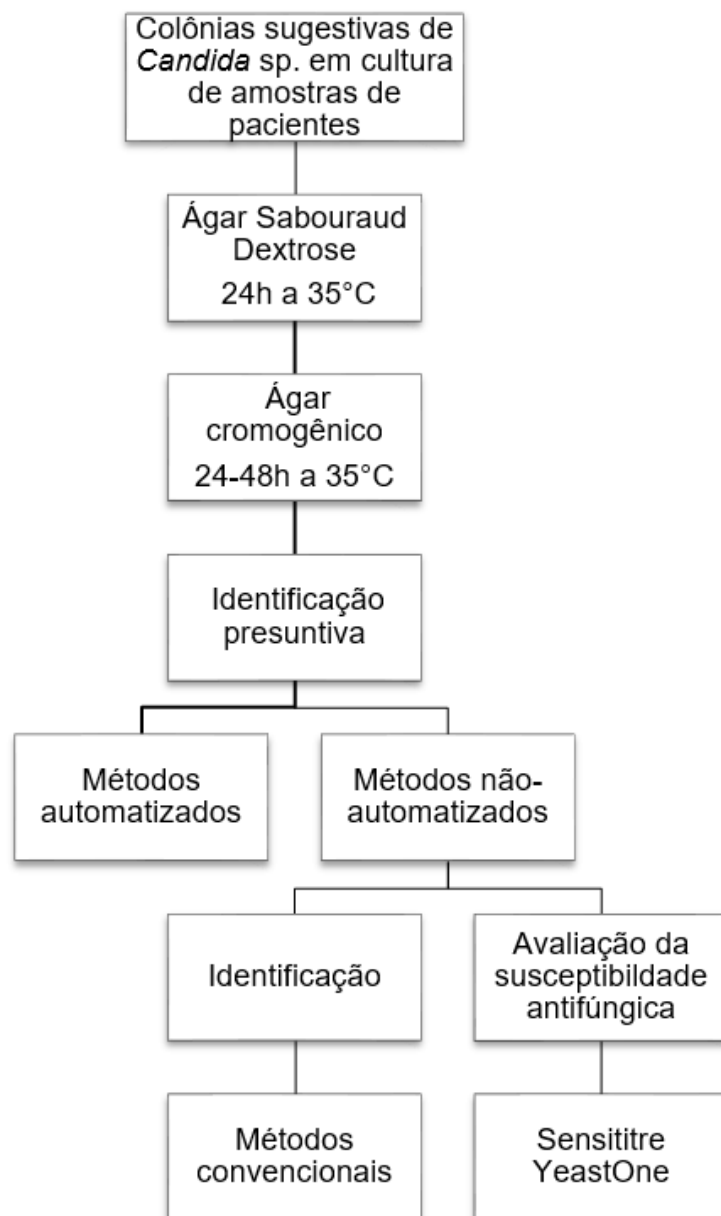 Colônias sugestivas de
Candida sp. em cultura
de amostras de
pacientes
Ágar Sabouraud
Dextrose
24h a 35°C
Ágar
cromogênico
24-48h a 35°C
Identificação
presuntiva
Métodos
automatizados
Métodos não-
automatizados
Identificação
Avaliação da
susceptibildade
antifúngica
Métodos
convencionais
Sensititre
YeastOne